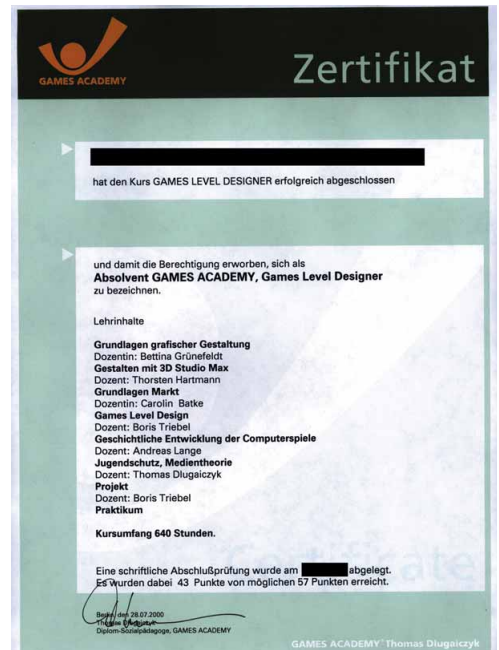 GAMES ACADEMY
Zertifikat
hat den Kurs GAMES LEVEL DESIGNER erfolgreich abgeschlossen
und damit die Berechtigung erworben, sich als
Absolvent GAMES ACADEMY, Games Level Designer
zu bezeichnen.
Lehrinhalte
Grundlagen grafischer Gestaltung
Dozentin: Bettina Grünefeldt
Gestalten mit 3D Studio Max
Dozent: Thorsten Hartmann
Grundlagen Markt
Dozentin: Carolin Batke
Games Level Design
Dozent: Boris Triebel
Geschichtliche Entwicklung der Computerspiele
Dozent: Andreas Lange
Jugendschutz, Medientheorie
Dozent: Thomas Dlugaiczyk
Projekt
Dozent: Boris Triebel
Praktikum
Kursumfang 640 Stunden.
Certificate
Eine schriftliche Abschlußprüfung wurde am abgelegt.
Es wurden dabei 43 Punkte von möglichen 57 Punkten erreicht.
den 28.07.2000
Thomas Dlugaiczyk
Diplom-Sozialpädagoge, GAMES ACADEMY
GAMES ACADEMY Thomas Dlugaiczyk